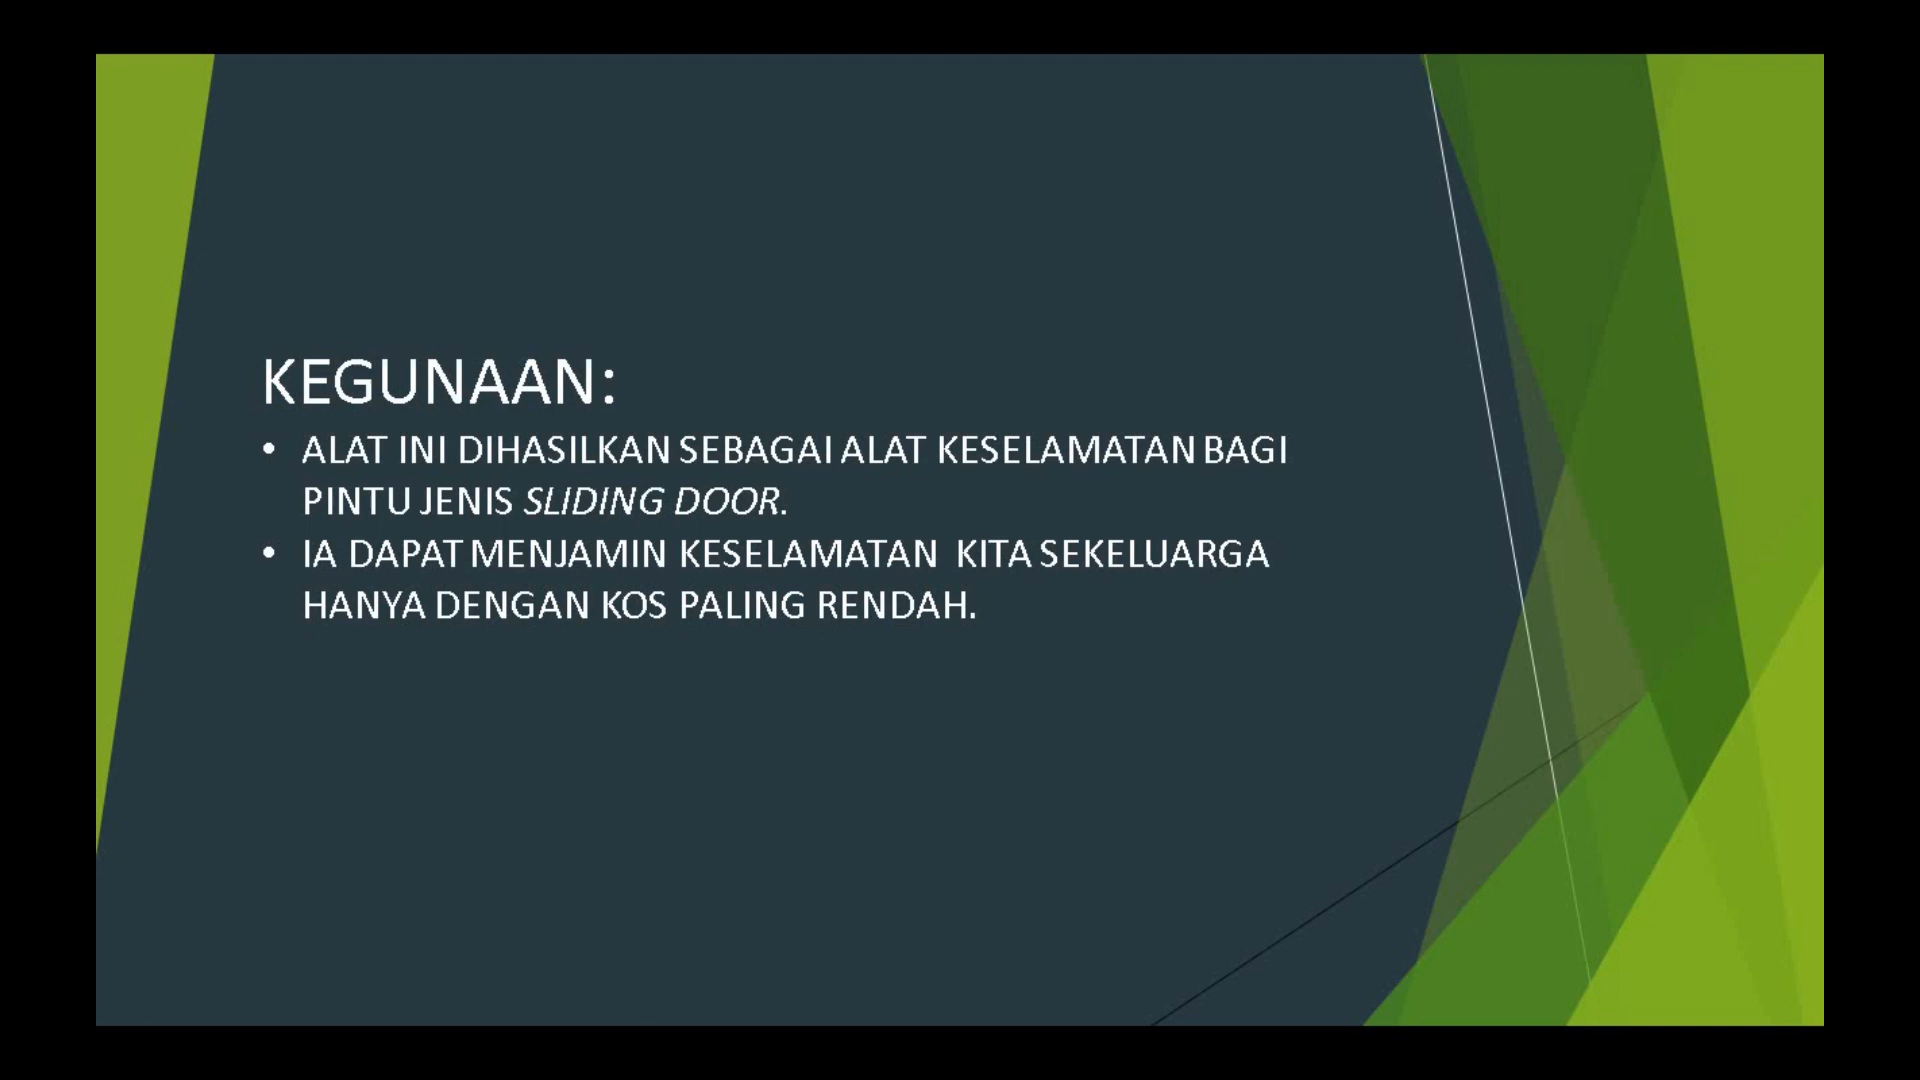 KEGUNAAN:
• ALAT INI DIHASILKAN SEBAGAI ALAT KESELAMATAN BAGI
PINTU JENIS SLIDING DOOR.
• IA DAPAT MENJAMIN KESELAMATAN KITA SEKELUARGA
HANYA DENGAN KOS PALING RENDAH.